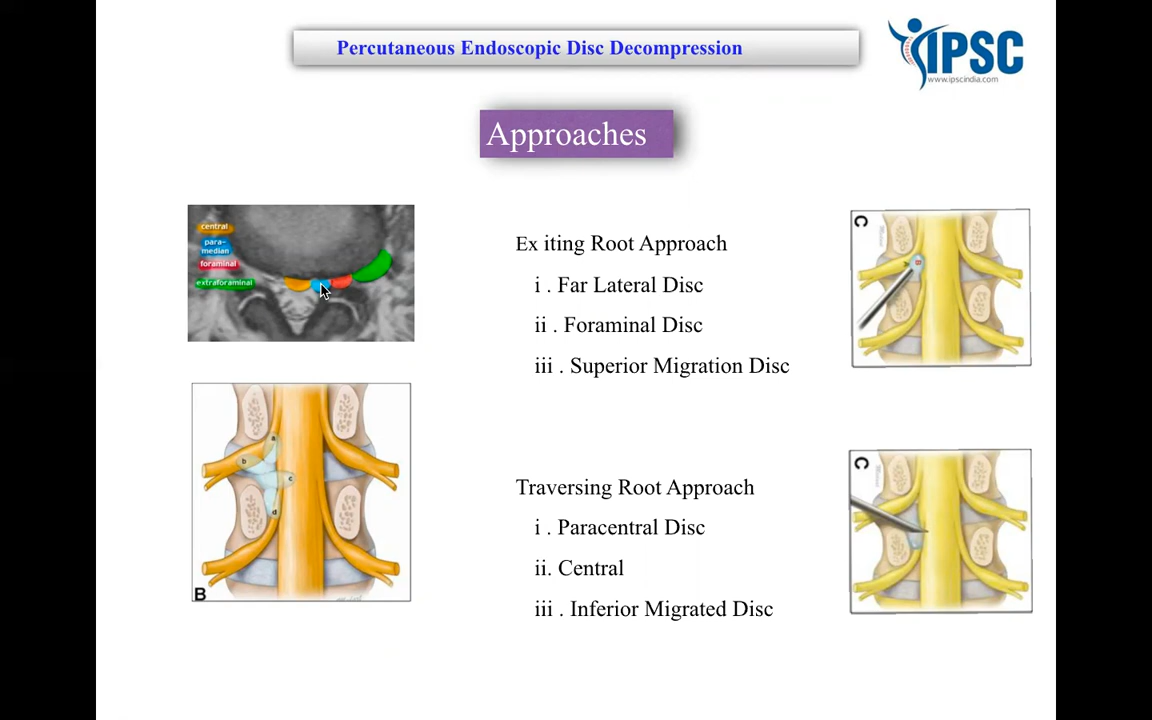 Percutaneous Endoscopic Disc Decompression
IPSC
www.ipscindia.com
Approaches
central
para-
median
foraminal
extraforaminal
Ex iting Root Approach
i . Far Lateral Disc
ii . Foraminal Disc
iii . Superior Migration Disc
C
a
b
c
d
B
Traversing Root Approach
i . Paracentral Disc
ii. Central
iii . Inferior Migrated Disc
C